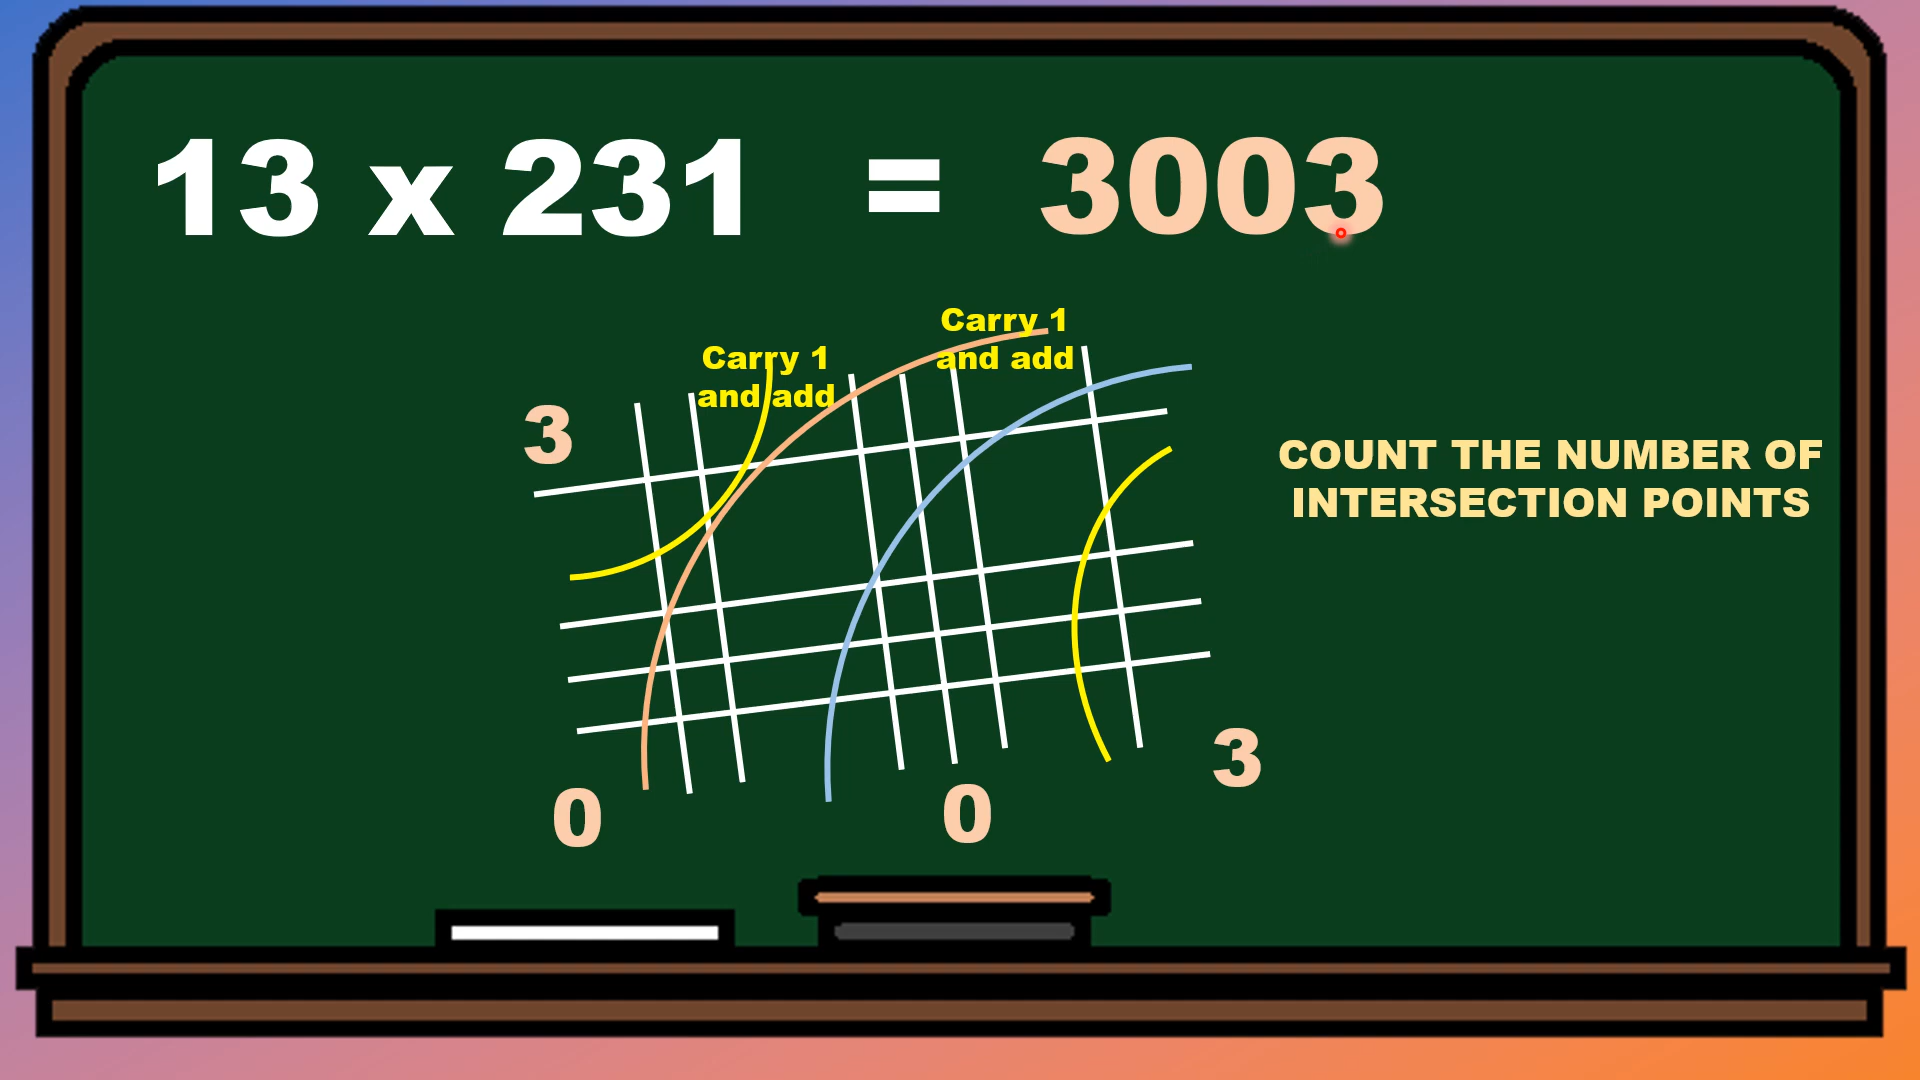 13 x 231 = 3003
Carry 1
and add
Carry 1
and add
3
COUNT THE NUMBER OF
INTERSECTION POINTS
3
0
0